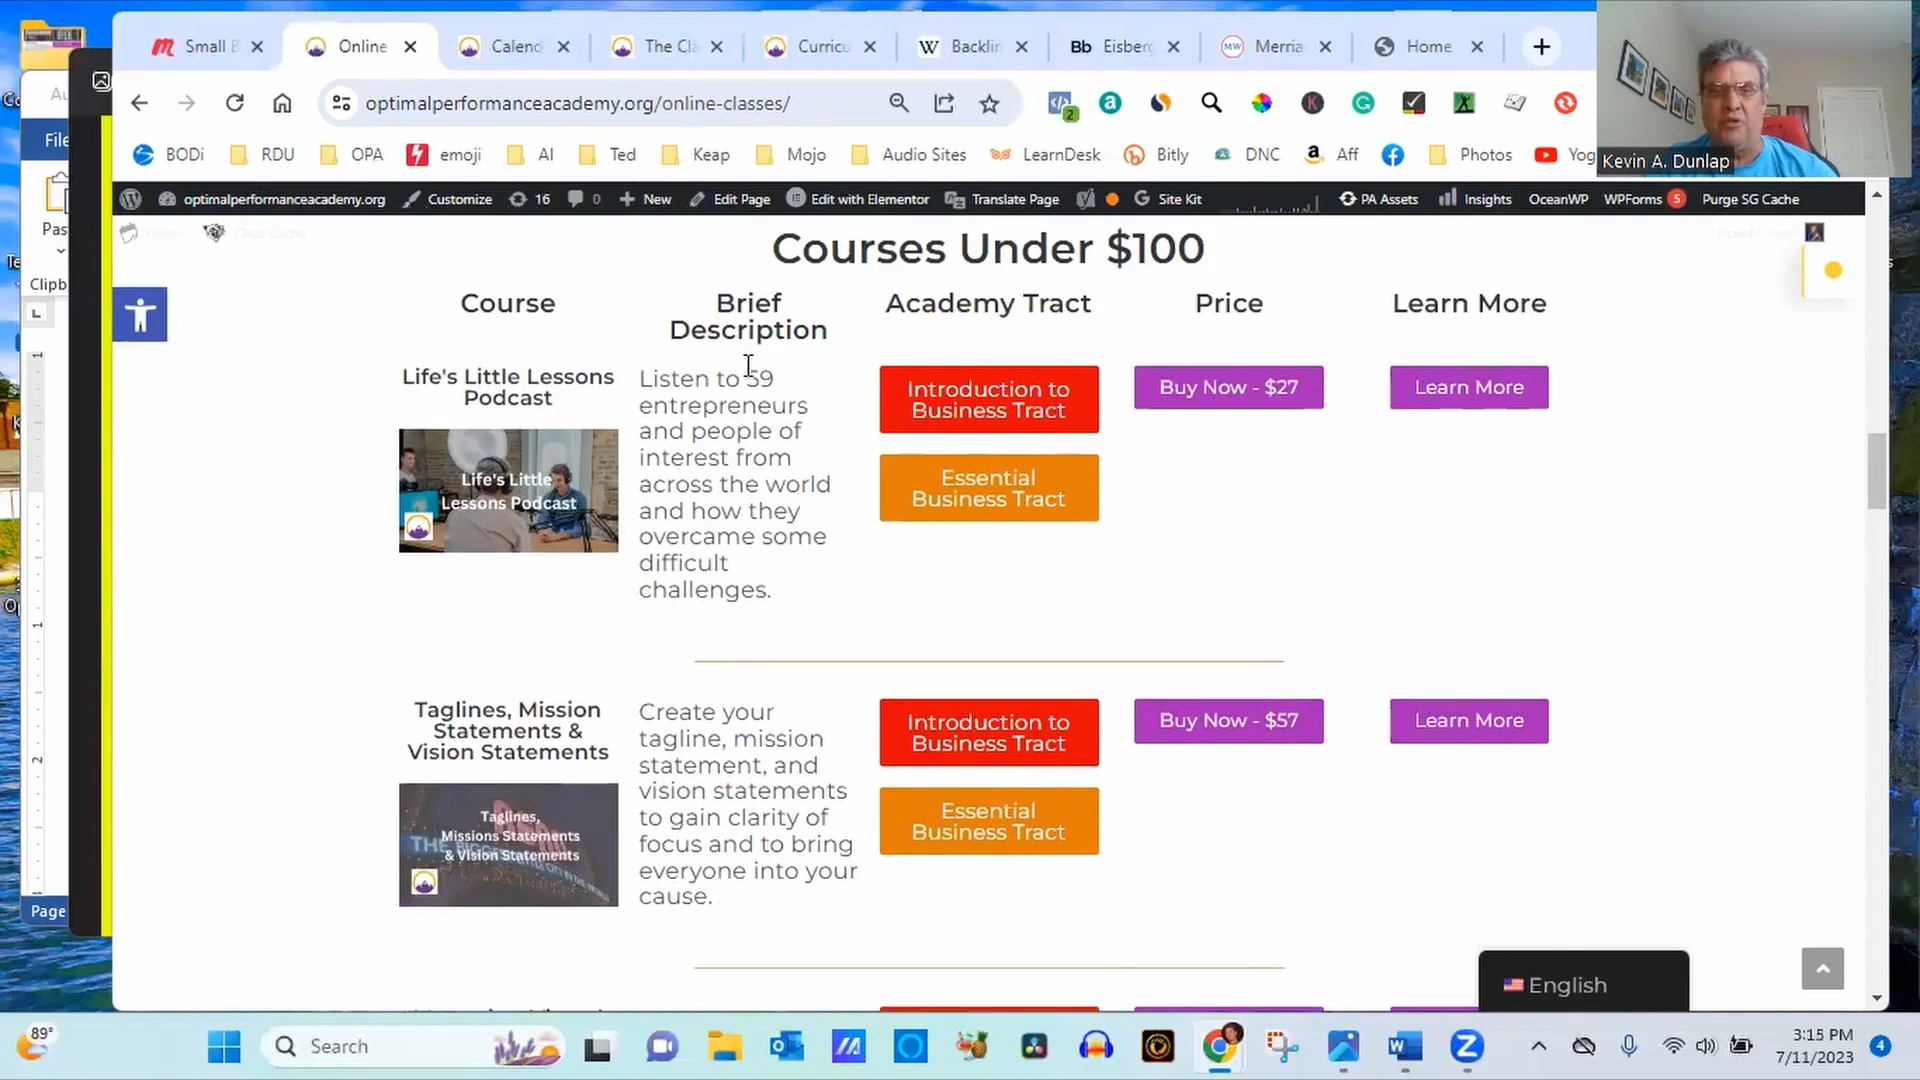 Small B
Online
Calend
The Cla
Curricu
Backlin
Bb
Eisberg
MW
Merria
Home
optimalperformanceacademy.org/online-classes/
2
Kevin A. Dunlap
BODi
RDU
OPA
emoji
AI
Ted
Keap
Mojo
Audio Sites
LearnDesk
Bitly
DNC
Aff
Photos
Yog
File
optimalperformanceacademy.org
Customize
16
0
New
Edit Page
Edit with Elementor
Translate Page
Site Kit
PA Assets
Insights
OceanWP
WPForms 5
Purge SG Cache
Clear Cache
Clipb
Page
Courses Under $100
Course
Brief
Description
Academy Tract
Price
Learn More
Life's Little Lessons
Podcast
Life's Little
Lessons Podcast
Listen to 59
entrepreneurs
and people of
interest from
across the world
and how they
overcame some
difficult
challenges.
Introduction to
Business Tract
Essential
Business Tract
Buy Now - $27
Learn More
Taglines, Mission
Statements &
Vision Statements
Taglines,
Missions Statements
& Vision Statements
Create your
tagline, mission
statement, and
vision statements
to gain clarity of
focus and to bring
everyone into your
cause.
Introduction to
Business Tract
Essential
Business Tract
Buy Now - $57
Learn More
English
89°
Search
3:15 PM
7/11/2023
4